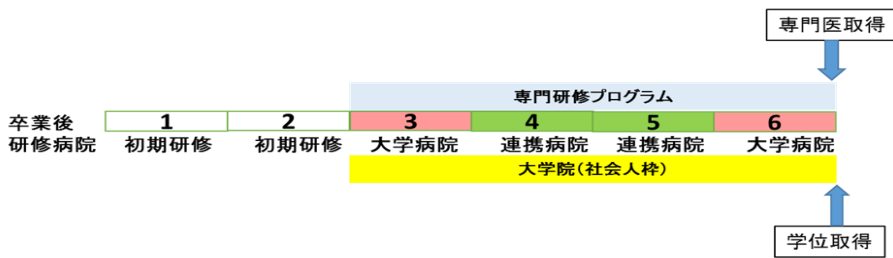 専門医取得
専門研修プログラム
卒業後 1 2 3 4 5 6
研修病院 初期研修 初期研修 大学病院 連携病院 連携病院 大学病院
大学院(社会人枠)
学位取得